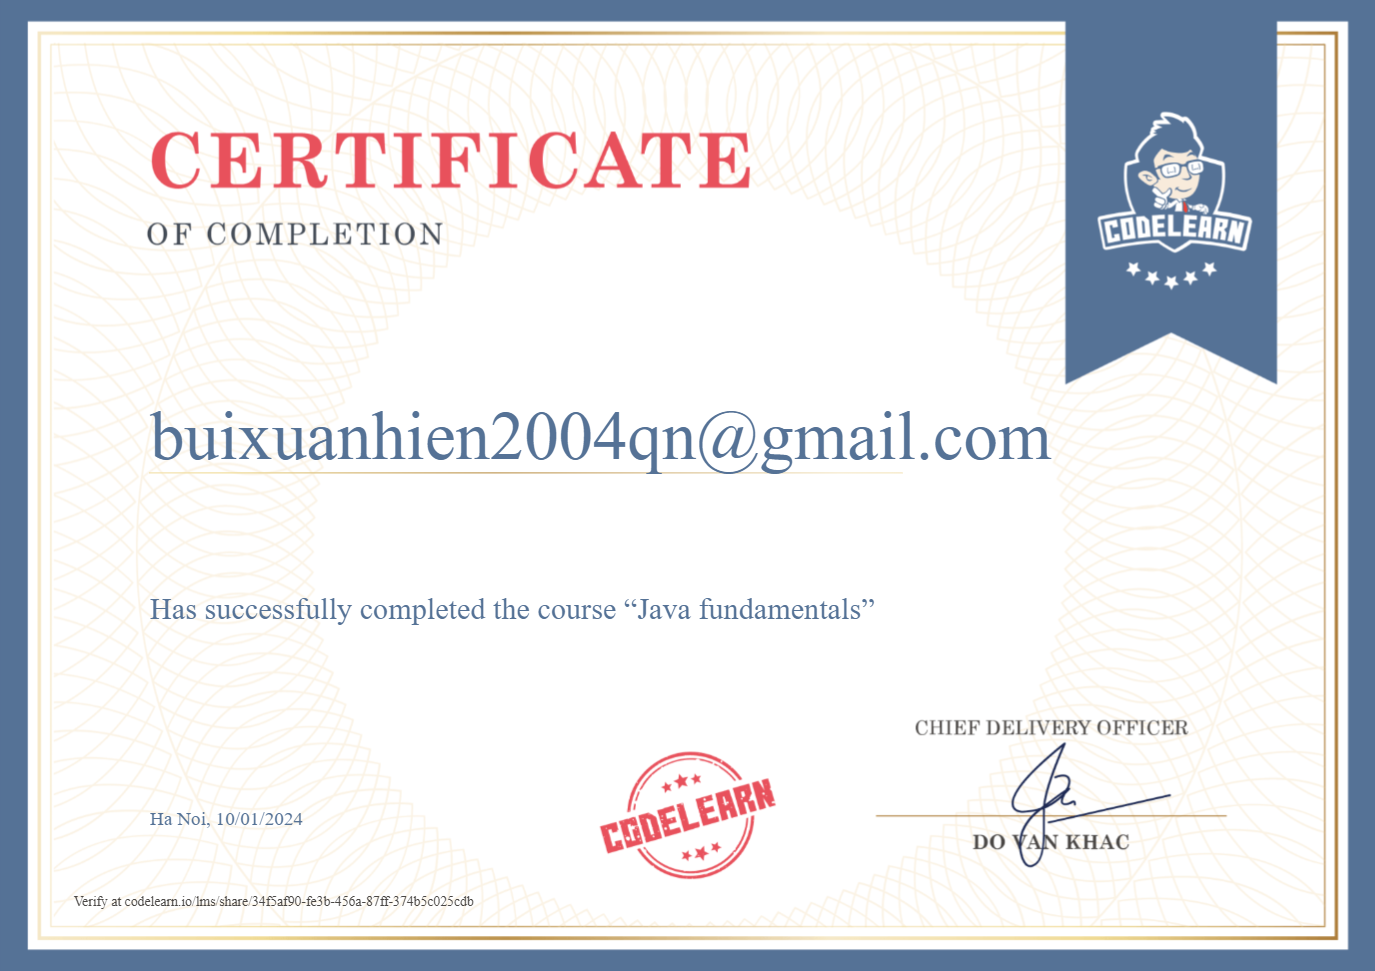 CERTIFICATE
OF COMPLETION
CODELEARN
buixuanhien2004qn@gmail.com
Has successfully completed the course “Java fundamentals”
CHIEF DELIVERY OFFICER
CODELEARN
Ha Noi, 10/01/2024
DO VAN KHAC
Verify at codelearn.io/lms/share/34f5af90-fe3b-456a-87ff-374b5c025cdb